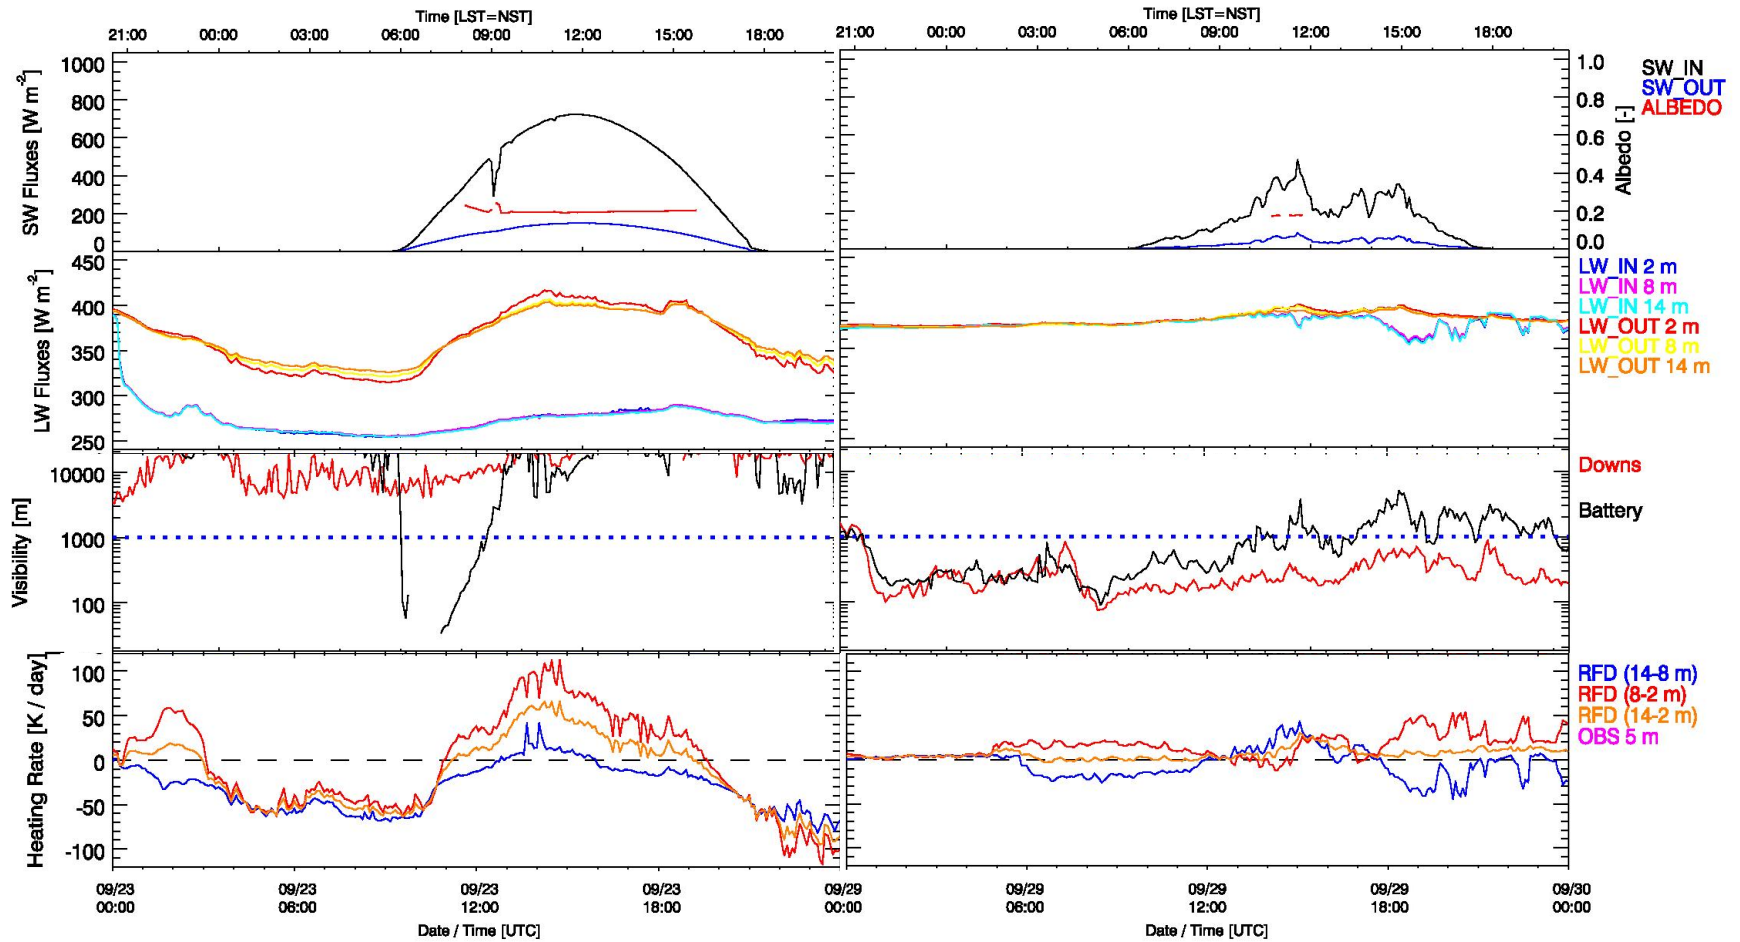 Time [LST=NST]
Time [LST=NST]
21:00 00:00 03:00 06:00 09:00 12:00 15:00 18:00
21:00 00:00 03:00 06:00 09:00 12:00 15:00 18:00
SW Fluxes [W m-2]
1000
800
600
400
200
0
1.0
0.8
0.6
0.4
0.2
0.0
Albedo [-]
SW_IN
SW_OUT
ALBEDO
LW Fluxes [W m-2]
450
400
350
300
250
LW_IN 2 m
LW_IN 8 m
LW_IN 14 m
LW_OUT 2 m
LW_OUT 8 m
LW_OUT 14 m
Visibility [m]
10000
1000
100
Downs
Battery
Heating Rate [K / day]
100
50
0
-50
-100
RFD (14-8 m)
RFD (8-2 m)
RFD (14-2 m)
OBS 5 m
09/23 09/23 09/23 09/23 09/29 09/29 09/29 09/29 09/30
00:00 06:00 12:00 18:00 00:00 06:00 12:00 18:00 00:00
Date / Time [UTC]
Date / Time [UTC]